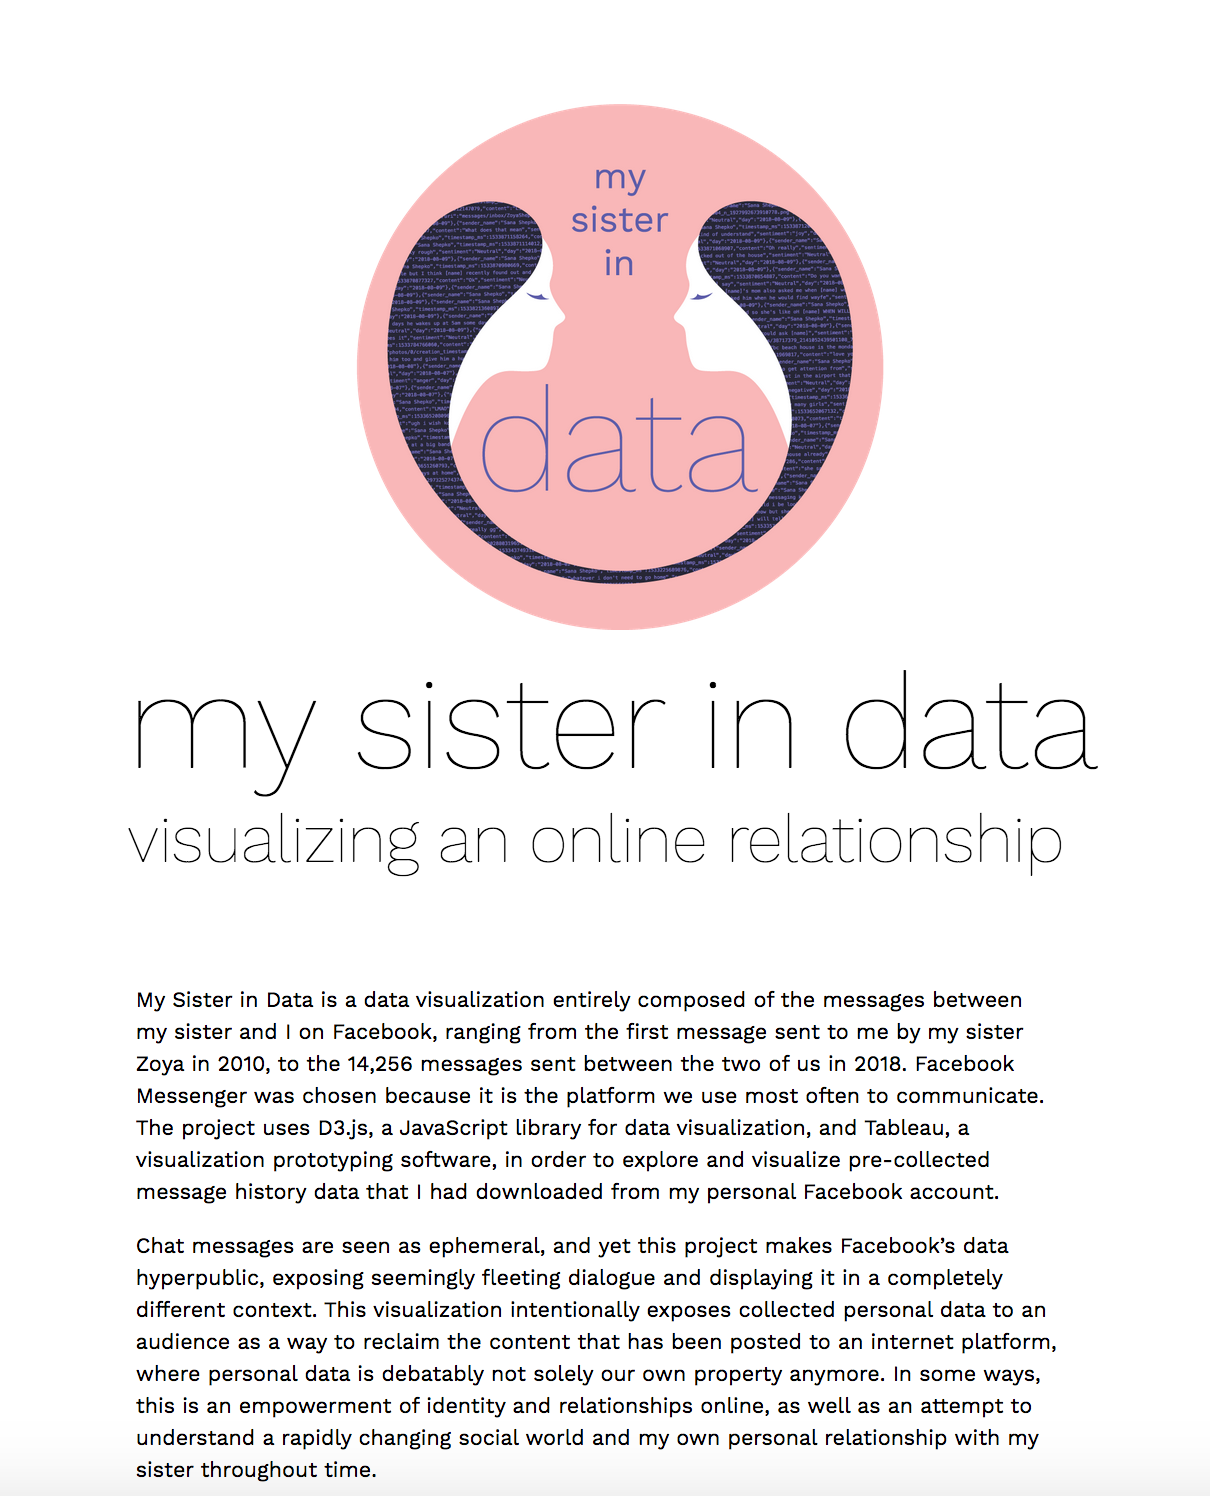 my
sister
in
data
my sister in data
visualizing an online relationship
My Sister in Data is a data visualization entirely composed of the messages between
my sister and I on Facebook, ranging from the first message sent to me by my sister
Zoya in 2010, to the 14,256 messages sent between the two of us in 2018. Facebook
Messenger was chosen because it is the platform we use most often to communicate.
The project uses D3.js, a JavaScript library for data visualization, and Tableau, a
visualization prototyping software, in order to explore and visualize pre-collected
message history data that I had downloaded from my personal Facebook account.
Chat messages are seen as ephemeral, and yet this project makes Facebook’s data
hyperpublic, exposing seemingly fleeting dialogue and displaying it in a completely
different context. This visualization intentionally exposes collected personal data to an
audience as a way to reclaim the content that has been posted to an internet platform,
where personal data is debatably not solely our own property anymore. In some ways,
this is an empowerment of identity and relationships online, as well as an attempt to
understand a rapidly changing social world and my own personal relationship with my
sister throughout time.